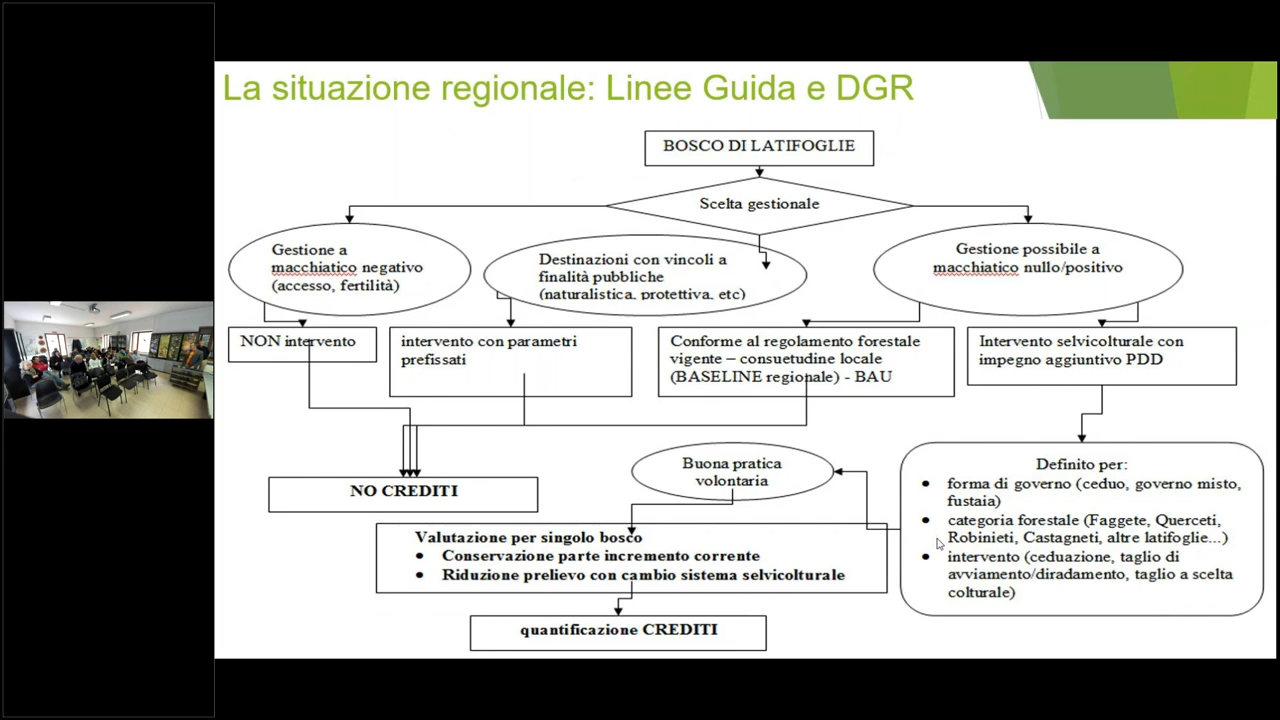 La situazione regionale: Linee Guida e DGR
BOSCO DI LATIFOGLIE
Scelta gestionale
Gestione a
macchiatico negativo
(accesso, fertilità)
Destinazioni con vincoli a
finalità pubbliche
(naturalistica, protettiva, etc)
Gestione possibile a
macchiatico nullo/positivo
NON intervento
intervento con parametri
prefissati
Conforme al regolamento forestale
vigente – consuetudine locale
(BASELINE regionale) - BAU
Intervento selvicolturale con
impegno aggiuntivo PDD
NO CREDITI
Buona pratica
volontaria
Definito per:
● forma di governo (ceduo, governo misto,
fustaia)
● categoria forestale (Faggete, Querceti,
Robinieti, Castagneti, altre latifoglie...)
● intervento (ceduazione, taglio di
avviamento/diradamento, taglio a scelta
colturale)
Valutazione per singolo bosco
● Conservazione parte incremento corrente
● Riduzione prelievo con cambio sistema selvicolturale
quantificazione CREDITI